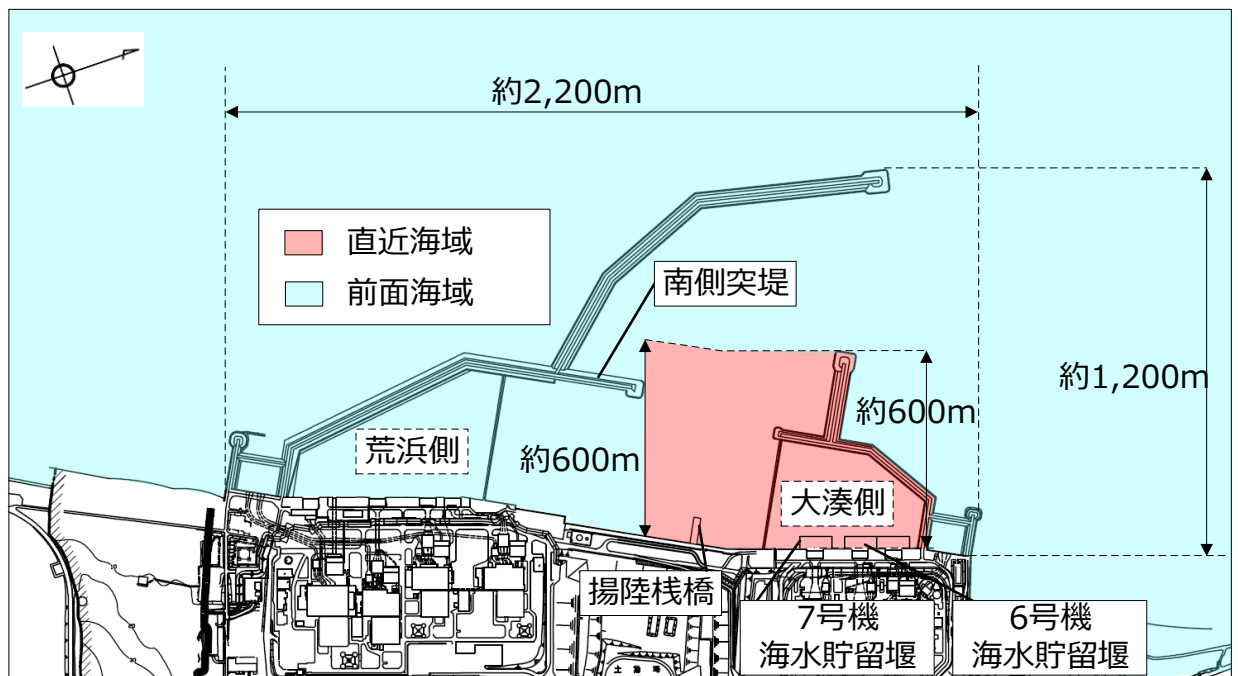 約2,200m
直近海域
前面海域
南側突堤
約1,200m
約600m
約600m
荒浜側
大湊側
揚陸桟橋
7号機
海水貯留堰
6号機
海水貯留堰